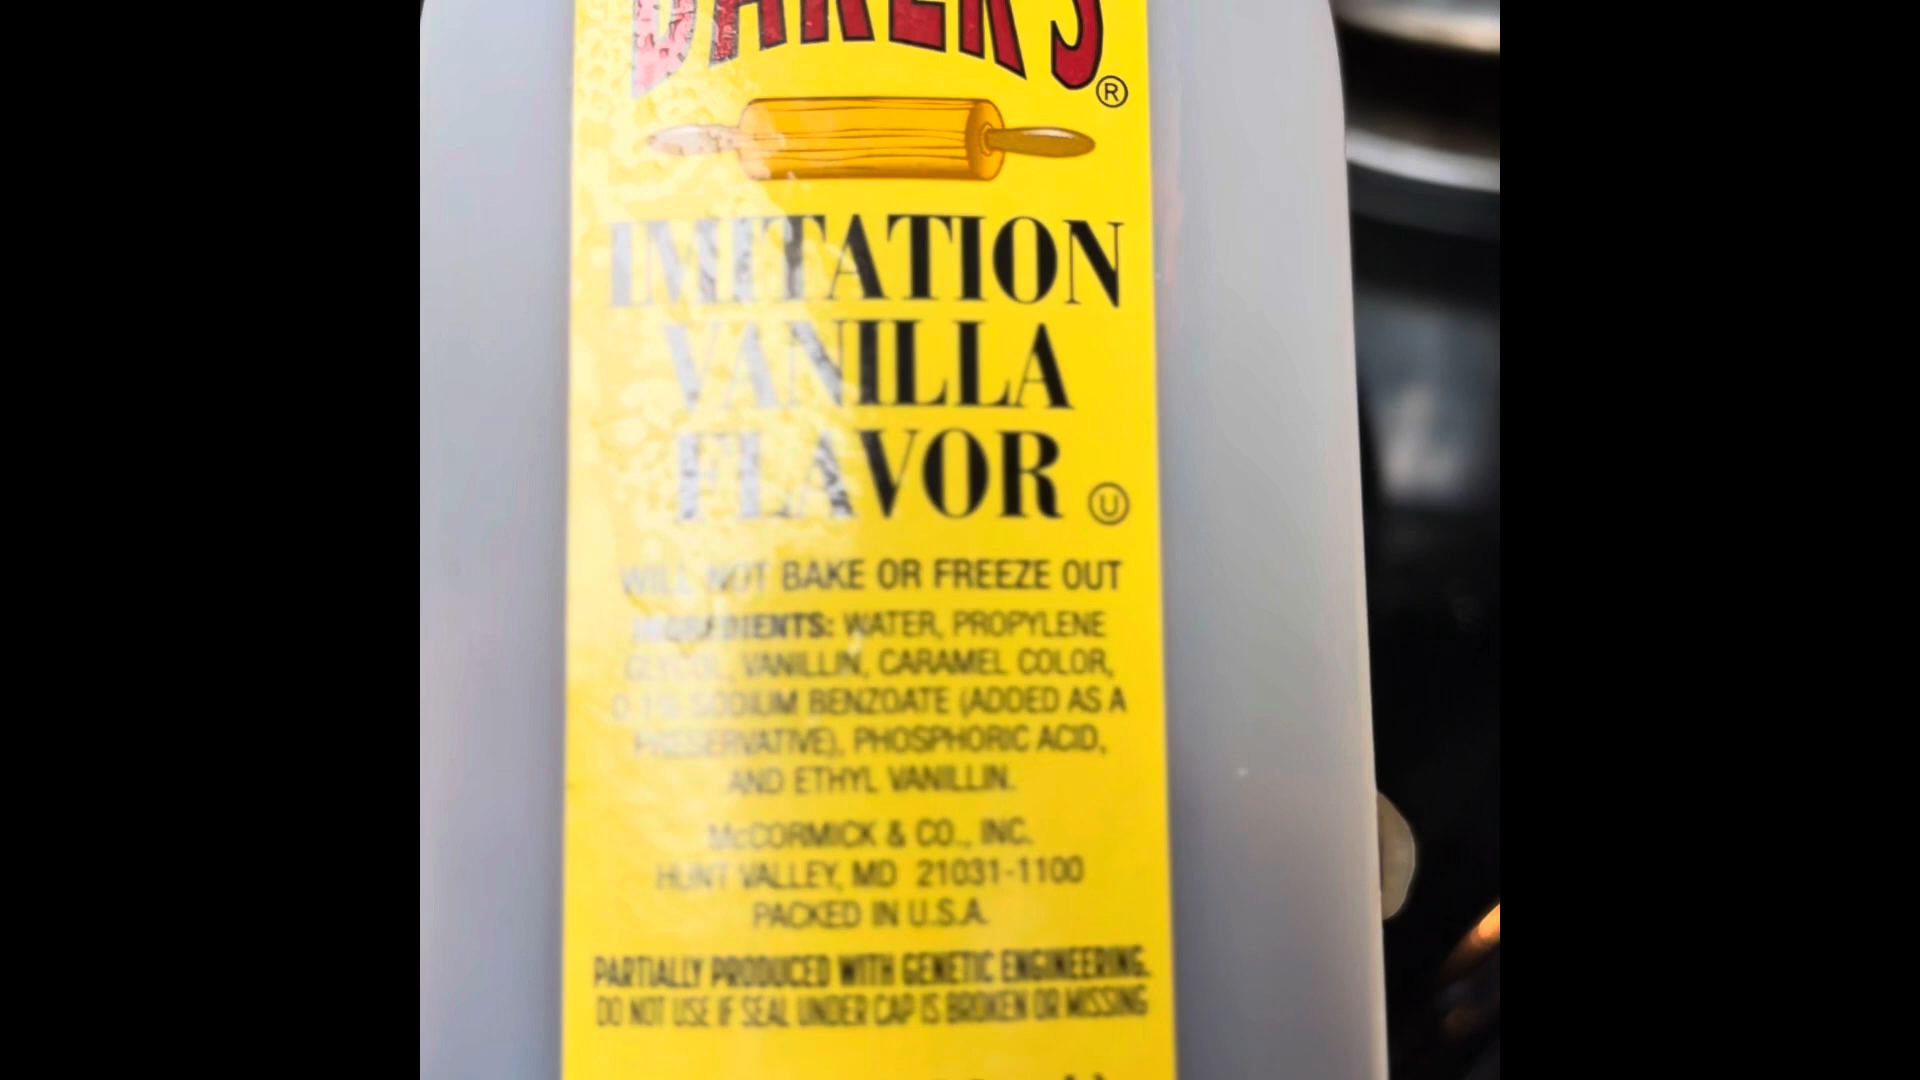 BAKER'S®
IMITATION
VANILLA
FLAVOR Ⓤ
WILL NOT BAKE OR FREEZE OUT
INGREDIENTS: WATER, PROPYLENE
GLYCOL, VANILLIN, CARAMEL COLOR,
0.1% SODIUM BENZOATE (ADDED AS A
PRESERVATIVE), PHOSPHORIC ACID,
AND ETHYL VANILLIN.
McCORMICK & CO., INC.
HUNT VALLEY, MD 21031-1100
PACKED IN U.S.A.
PARTIALLY PRODUCED WITH GENETIC ENGINEERING.
DO NOT USE IF SEAL UNDER CAP IS BROKEN OR MISSING